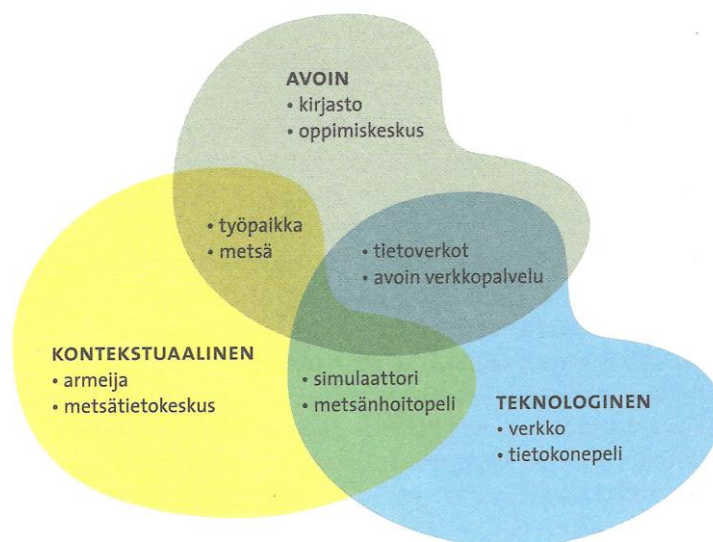 AVOIN
• kirjasto
• oppimiskeskus
• työpaikka
• metsä
• tietoverkot
• avoin verkkopalvelu
KONTEKSTUAALINEN
• armeija
• metsätietokeskus
• simulaattori
• metsänhoitopeli
TEKNOLOGINEN
• verkko
• tietokonepeli